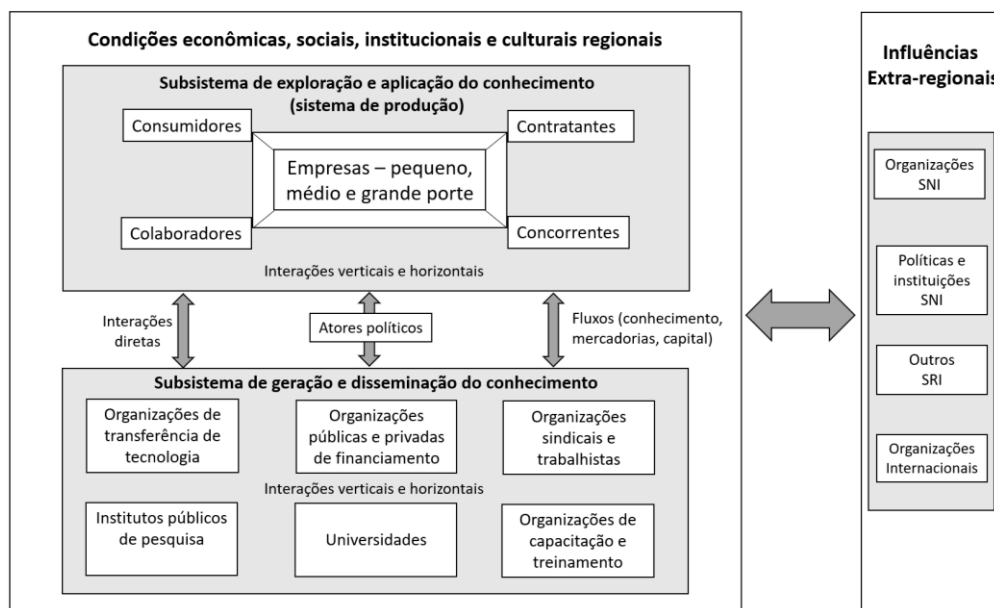 Condições econômicas, sociais, institucionais e culturais regionais
Subsistema de exploração e aplicação do conhecimento
(sistema de produção)
Consumidores
Contratantes
Empresas – pequeno,
médio e grande porte
Colaboradores
Concorrentes
Interações verticais e horizontais
Interações
diretas
Atores políticos
Fluxos (conhecimento,
mercadorias, capital)
Subsistema de geração e disseminação do conhecimento
Organizações de
transferência de
tecnologia
Organizações
públicas e privadas
de financiamento
Organizações
sindicais e
trabalhistas
Interações verticais e horizontais
Institutos públicos
de pesquisa
Universidades
Organizações de
capacitação e
treinamento
Influências
Extra-regionais
Organizações
SNI
Políticas e
instituições
SNI
Outros
SRI
Organizações
Internacionais